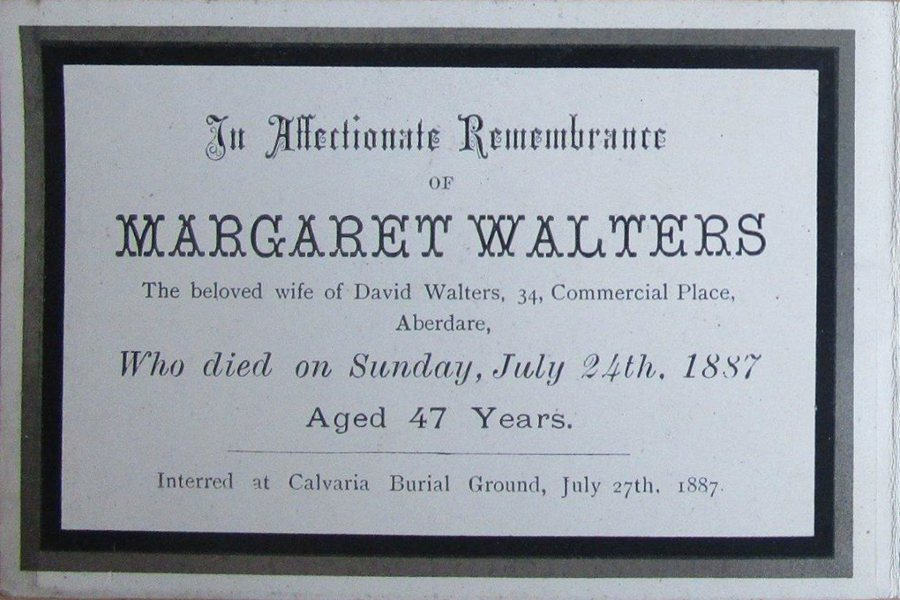 In Affectionate Remembrance
OF
MARGARET WALTERS
The beloved wife of David Walters, 34, Commercial Place,
Aberdare,
Who died on Sunday, July 24th. 1887
Aged 47 Years.
Interred at Calvaria Burial Ground, July 27th. 1887.